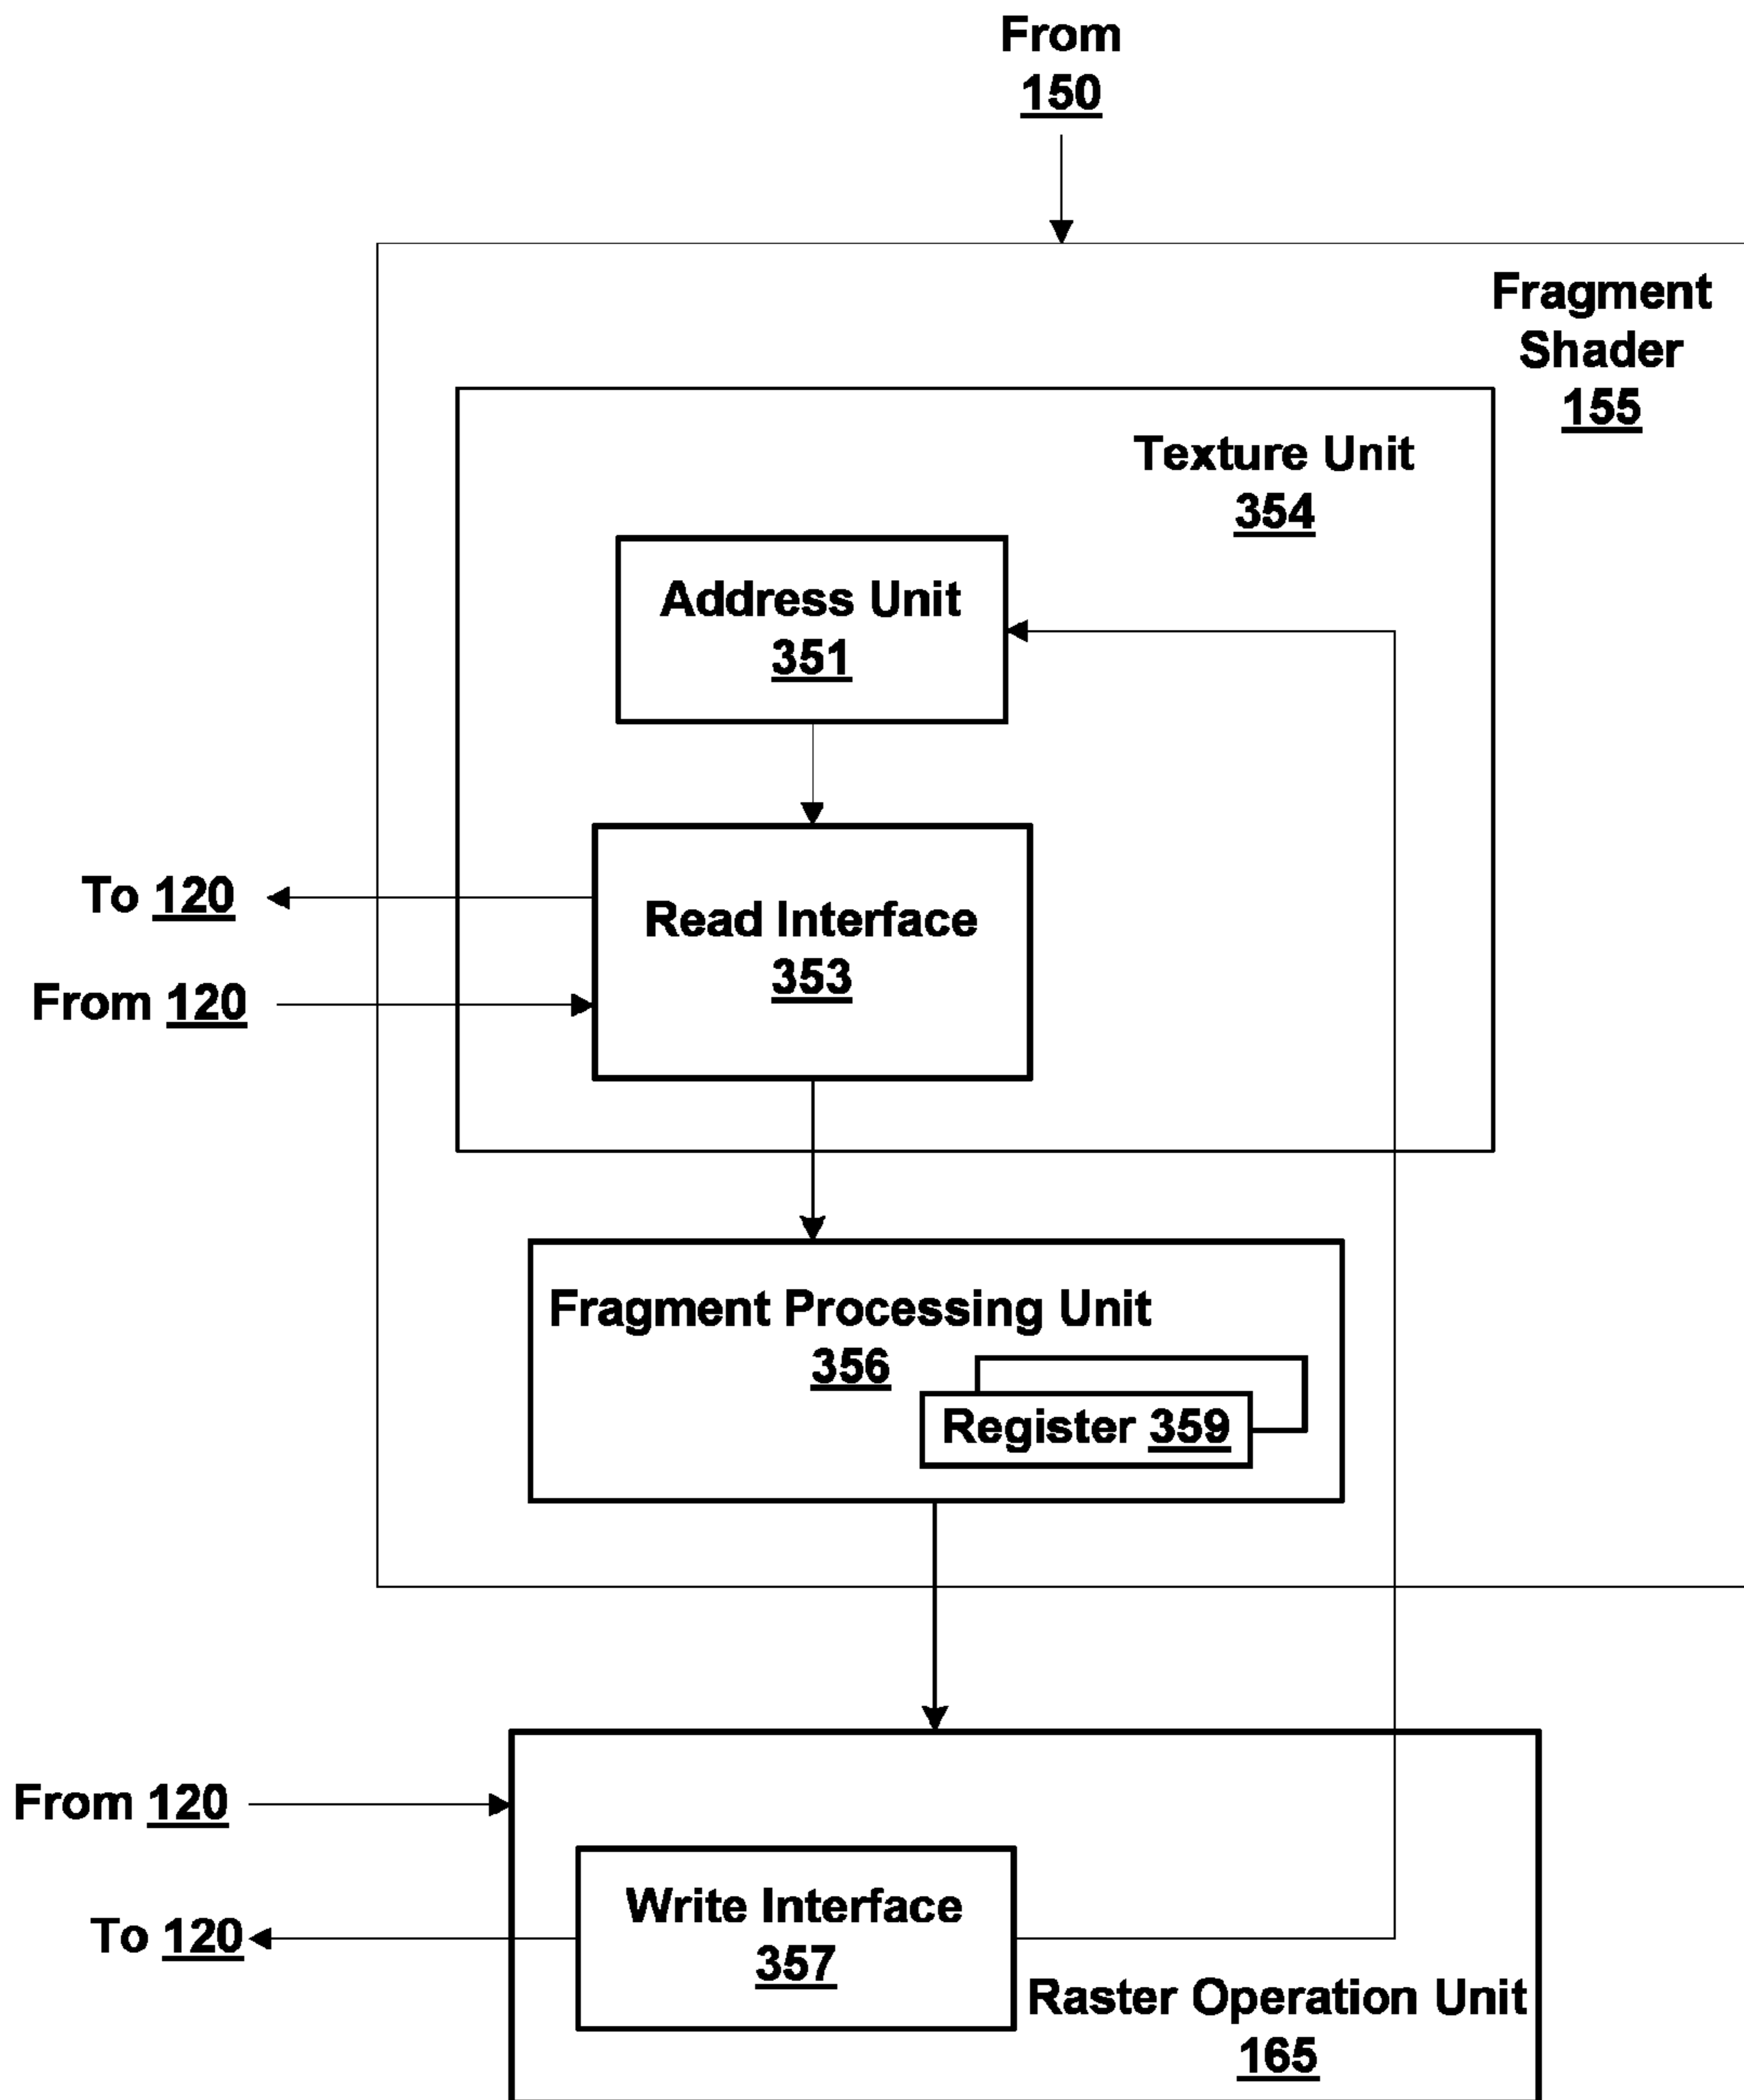 From
150
Fragment
Shader
155
Texture Unit
354
Address Unit
351
To 120
Read Interface
353
From 120
Fragment Processing Unit
356
Register 359
From 120
Write Interface
357
To 120
Raster Operation Unit
165